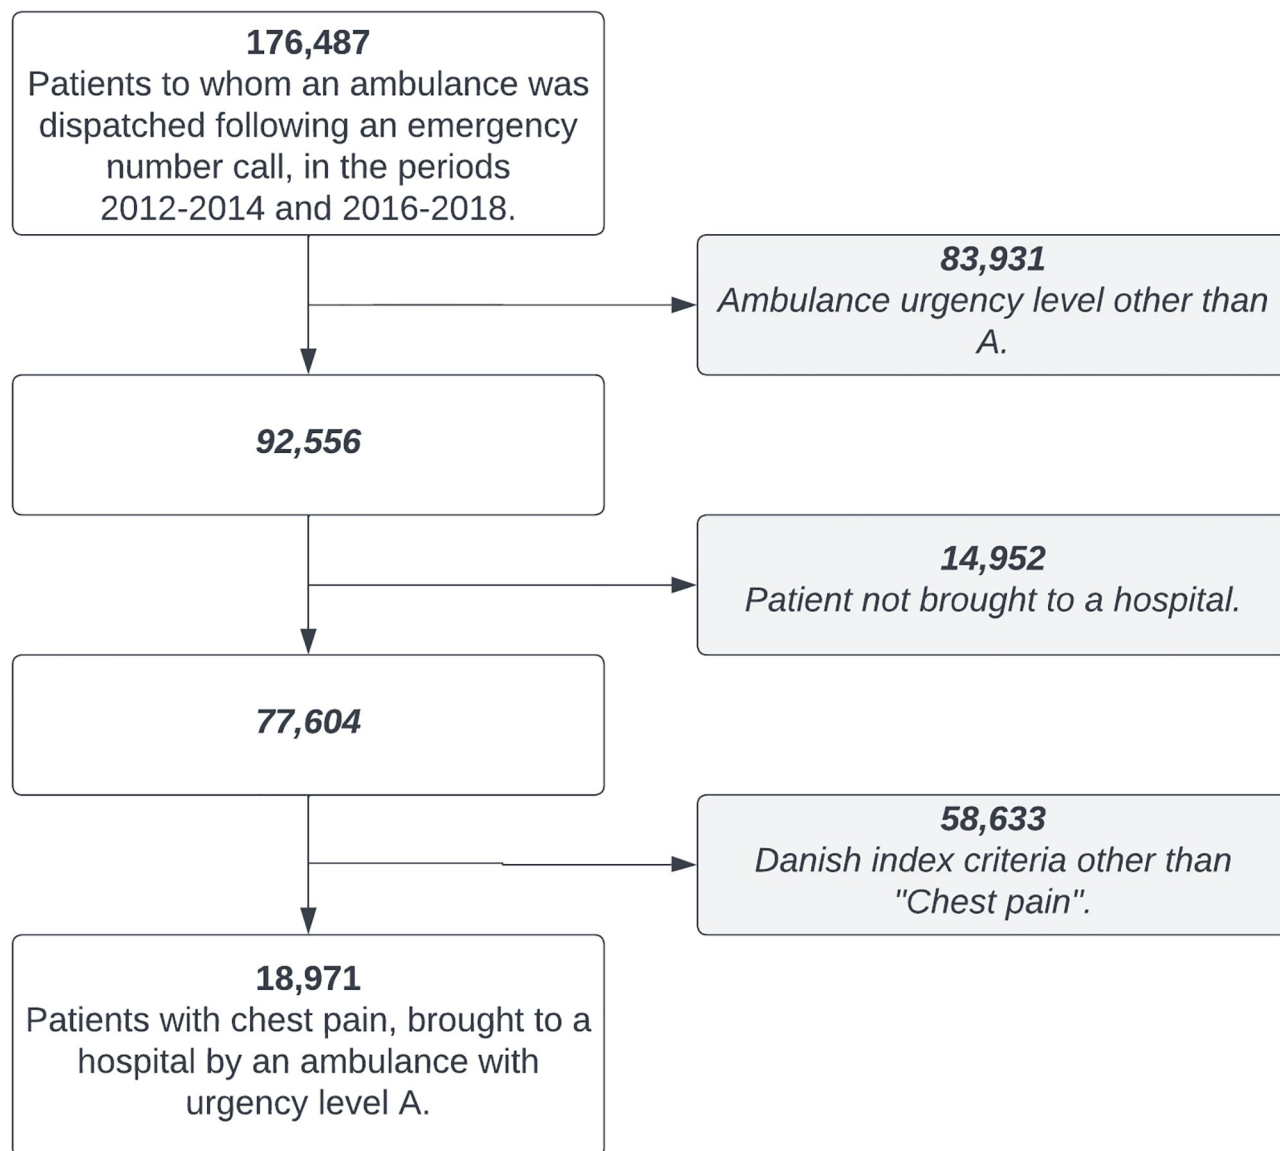 176,487
Patients to whom an ambulance was
dispatched following an emergency
number call, in the periods
2012-2014 and 2016-2018.
83,931
Ambulance urgency level other than
A.
92,556
14,952
Patient not brought to a hospital.
77,604
58,633
Danish index criteria other than
"Chest pain".
18,971
Patients with chest pain, brought to a
hospital by an ambulance with
urgency level A.